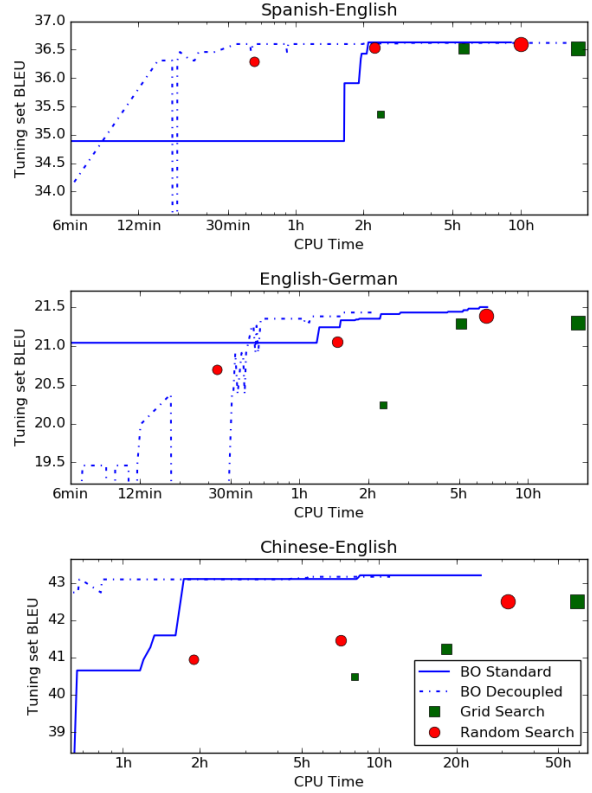 Spanish-English
Tuning set BLEU
37.0
36.5
36.0
35.5
35.0
34.5
34.0
6min 12min 30min 1h 2h 5h 10h
CPU Time
English-German
Tuning set BLEU
21.5
21.0
20.5
20.0
19.5
6min 12min 30min 1h 2h 5h 10h
CPU Time
Chinese-English
Tuning set BLEU
43
42
41
40
39
BO Standard
BO Decoupled
Grid Search
Random Search
1h 2h 5h 10h 20h 50h
CPU Time